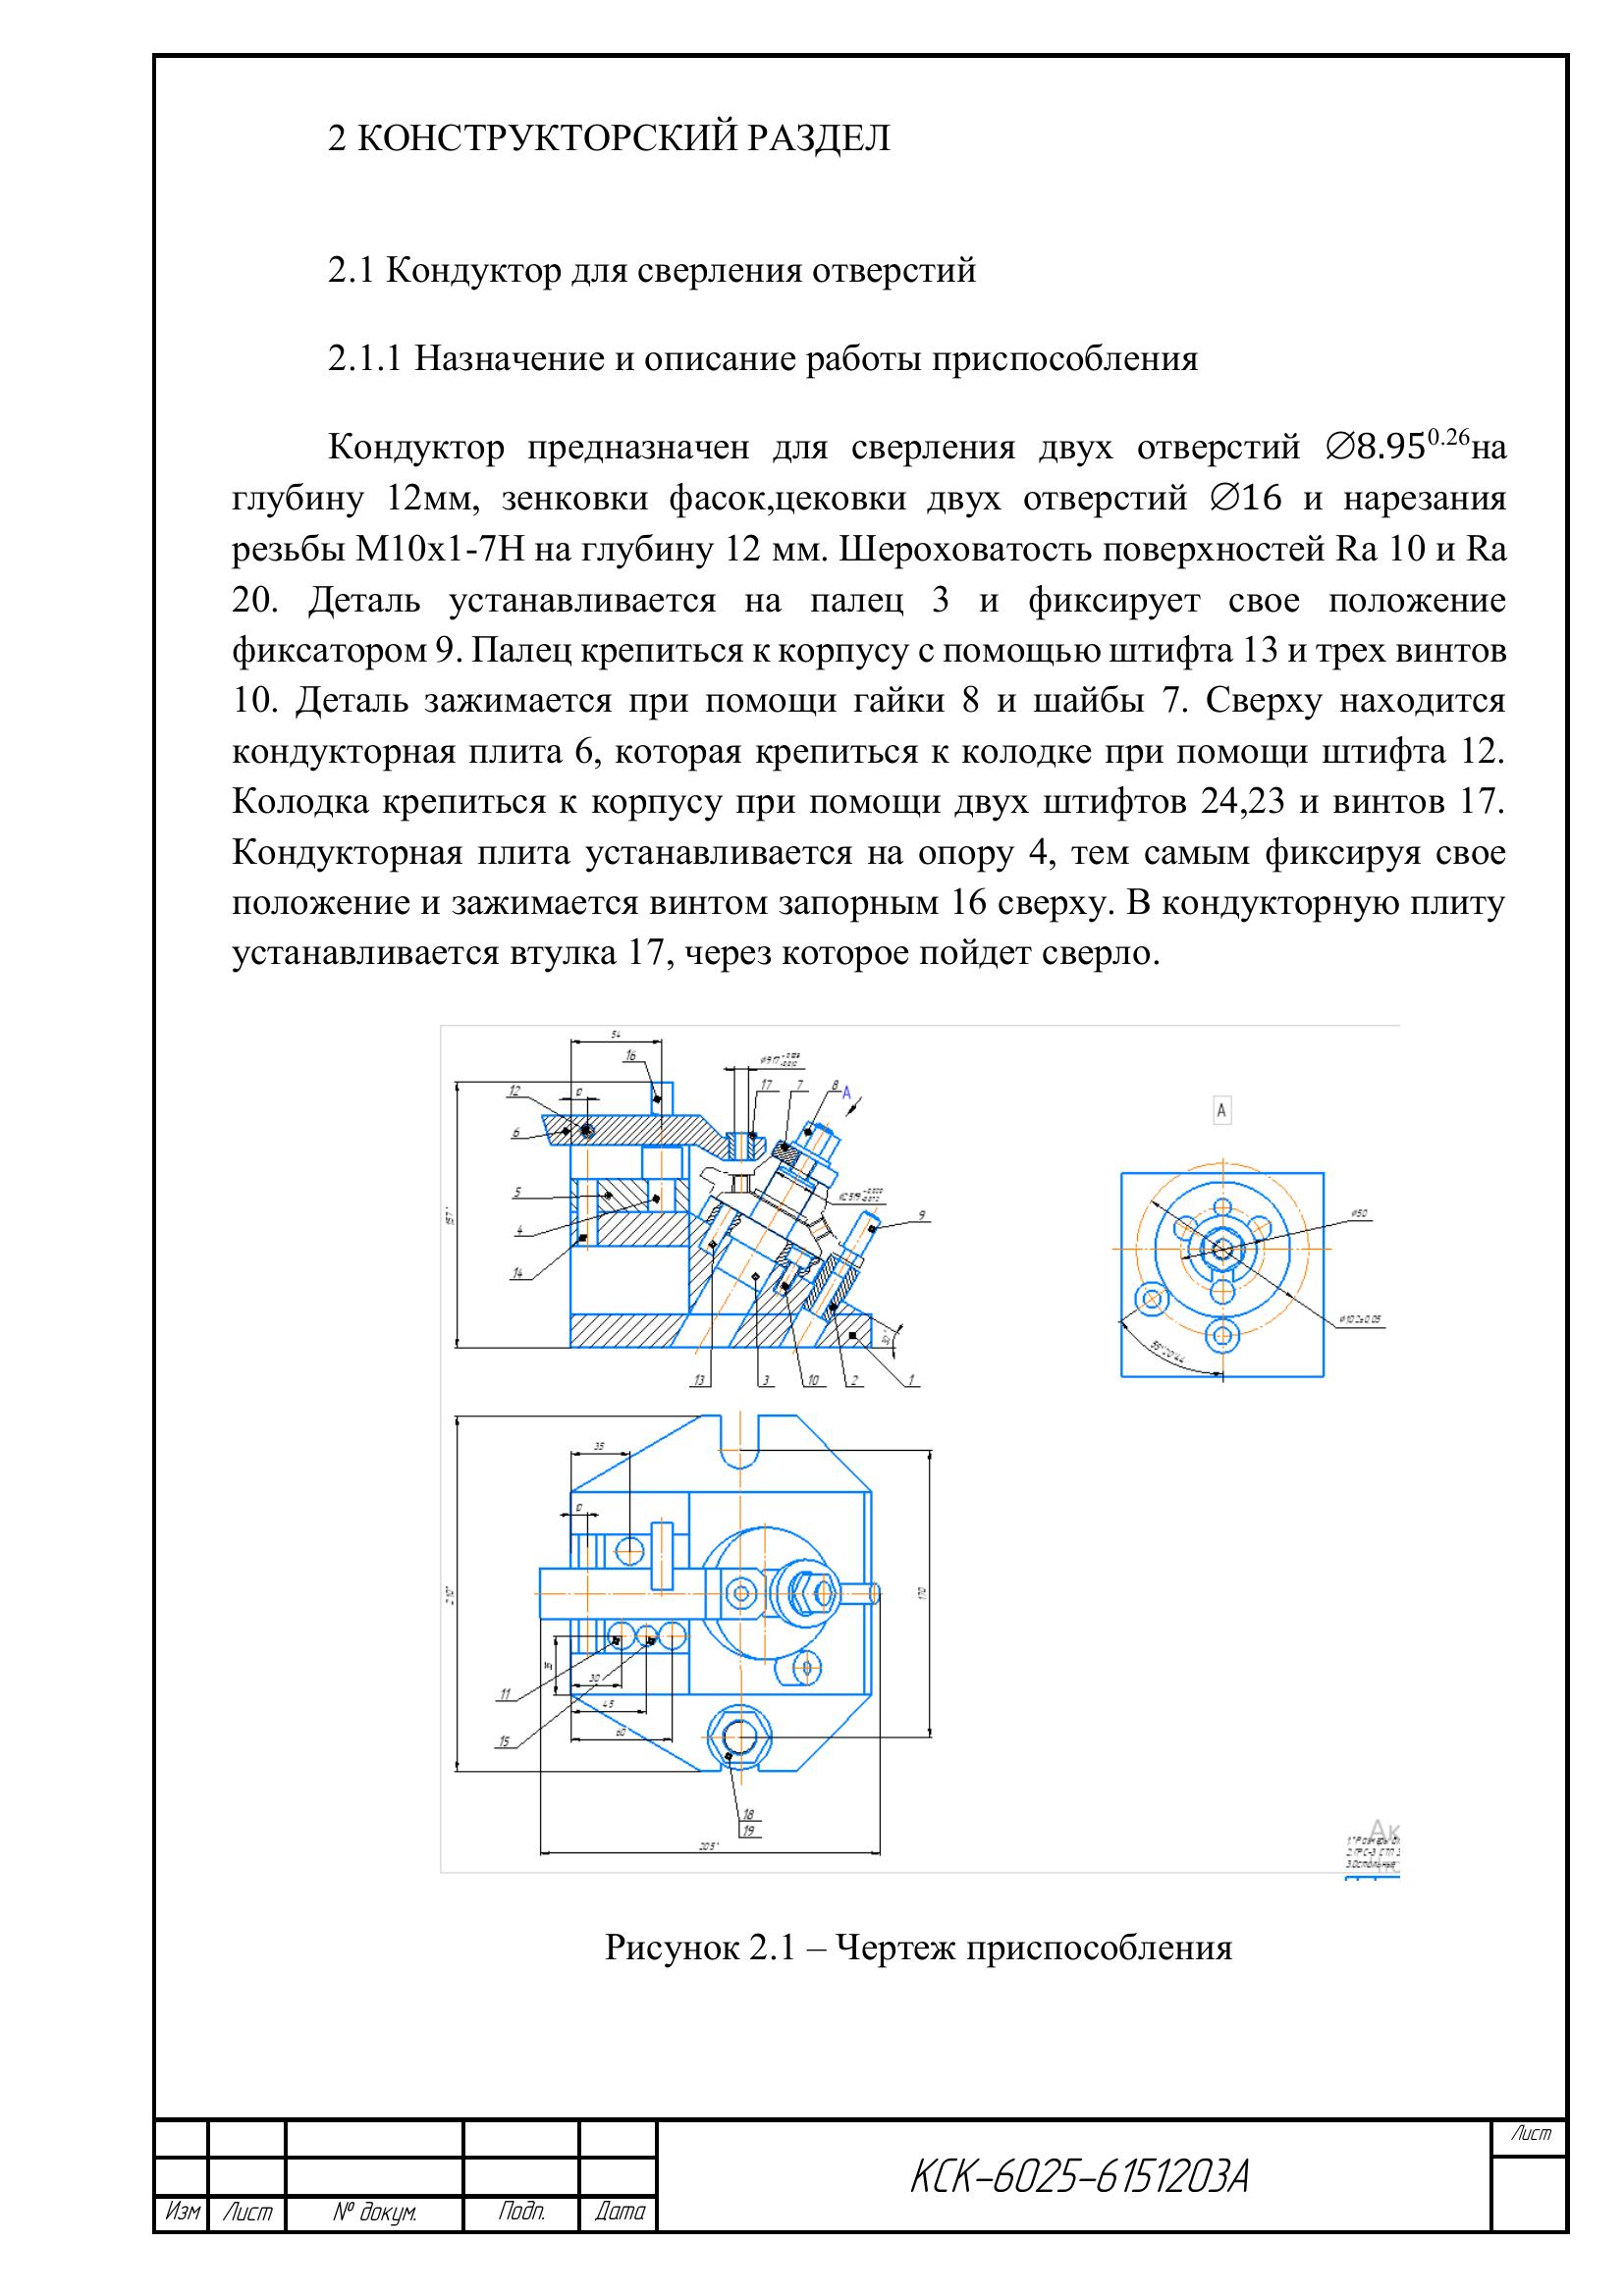 2 КОНСТРУКТОРСКИЙ РАЗДЕЛ
2.1 Кондуктор для сверления отверстий
2.1.1 Назначение и описание работы приспособления
Кондуктор предназначен для сверления двух отверстий ∅8.95⁰·²⁶на
глубину 12мм, зенковки фасок,цековки двух отверстий ∅16 и нарезания
резьбы М10х1-7Н на глубину 12 мм. Шероховатость поверхностей Ra 10 и Ra
20. Деталь устанавливается на палец 3 и фиксирует свое положение
фиксатором 9. Палец крепиться к корпусу с помощью штифта 13 и трех винтов
10. Деталь зажимается при помощи гайки 8 и шайбы 7. Сверху находится
кондукторная плита 6, которая крепиться к колодке при помощи штифта 12.
Колодка крепиться к корпусу при помощи двух штифтов 24,23 и винтов 17.
Кондукторная плита устанавливается на опору 4, тем самым фиксируя свое
положение и зажимается винтом запорным 16 сверху. В кондукторную плиту
устанавливается втулка 17, через которое пойдет сверло.
54
16
12
6
5
4
14
17
7
8
А
9
30°
13
3
10
2
1
А
∅50
35
170
30
45
60
11
15
18
19
205*
Ак
Рисунок 2.1 – Чертеж приспособления
КСК–6025–6151203А
Лист
Изм
Лист
№ докум.
Подп.
Дата